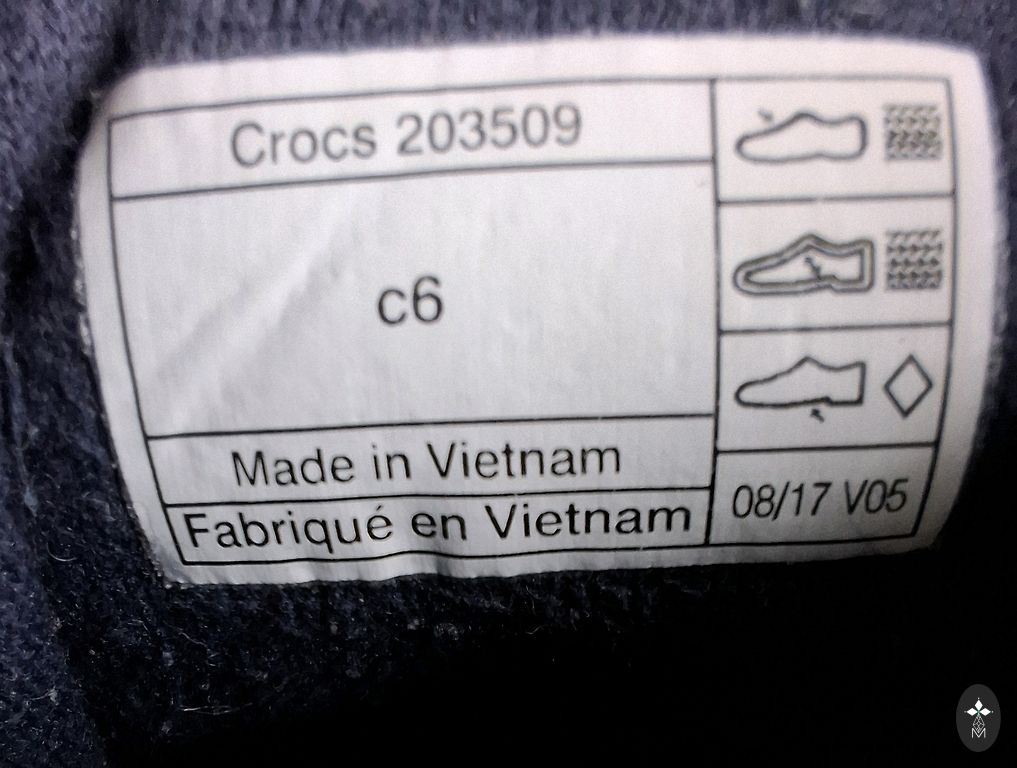 Crocs 203509
c6
Made in Vietnam
Fabriqué en Vietnam
08/17 V05
M